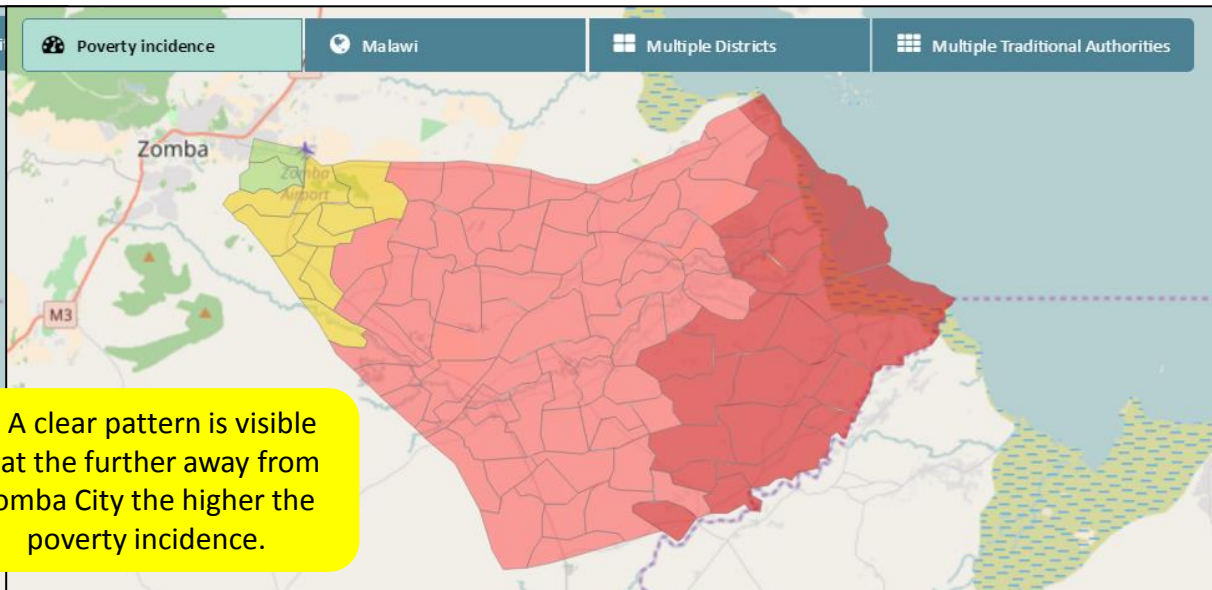 Poverty incidence
Malawi
Multiple Districts
Multiple Traditional Authorities
Zomba
Zomba
Airport
M3
A clear pattern is visible
at the further away from
omba City the higher the
poverty incidence.